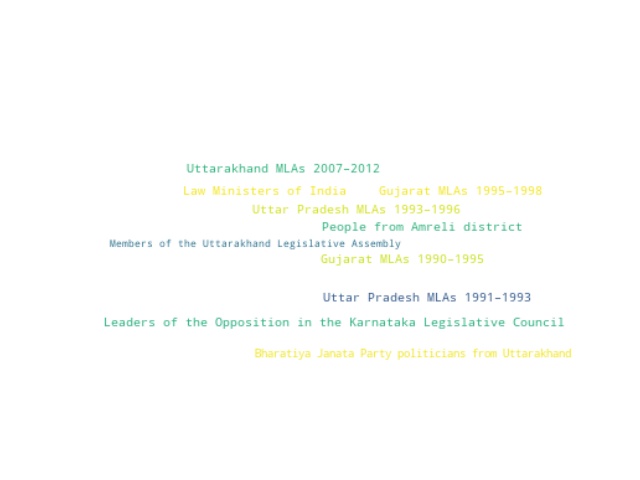 Uttarakhand MLAs 2007–2012
Law Ministers of India Gujarat MLAs 1995–1998
Uttar Pradesh MLAs 1993–1996
People from Amreli district
Members of the Uttarakhand Legislative Assembly
Gujarat MLAs 1990–1995
Uttar Pradesh MLAs 1991–1993
Leaders of the Opposition in the Karnataka Legislative Council
Bharatiya Janata Party politicians from Uttarakhand